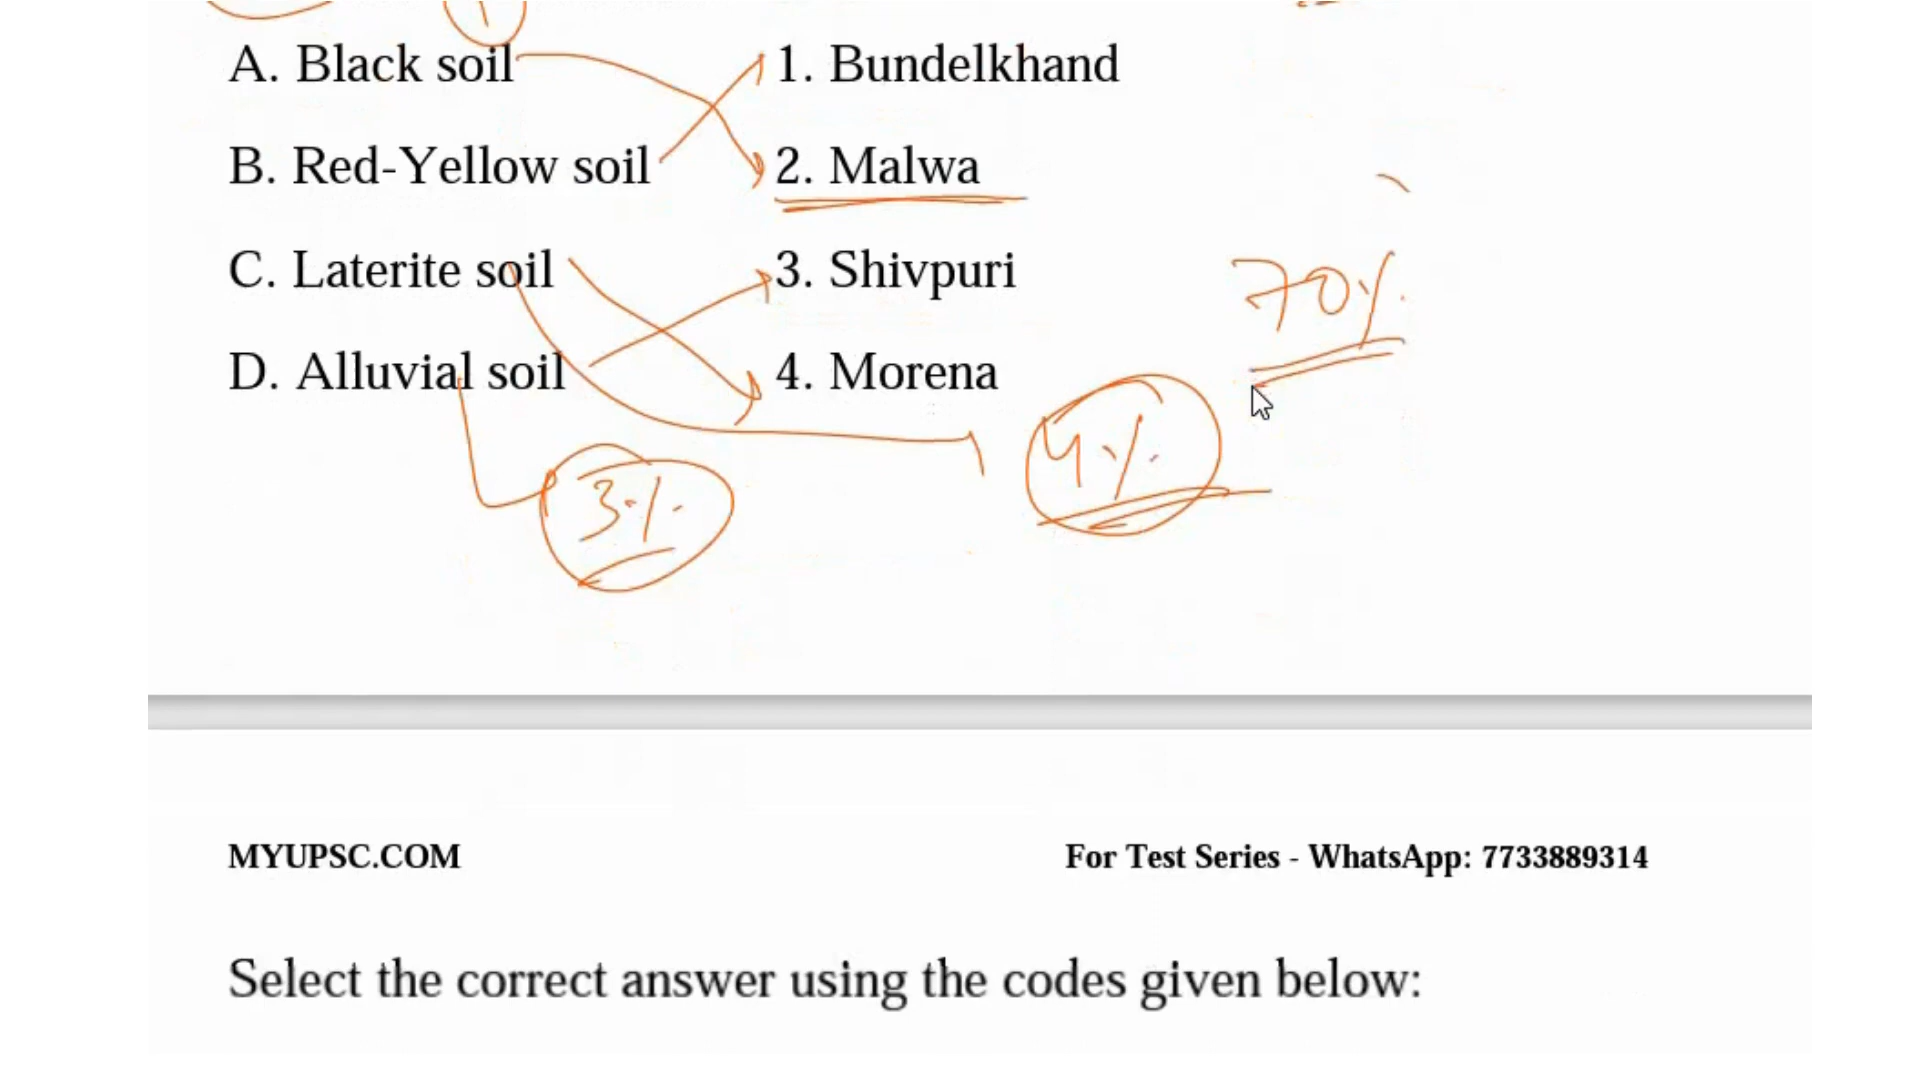 A. Black soil 1. Bundelkhand
B. Red-Yellow soil 2. Malwa
C. Laterite soil 3. Shivpuri
70%
D. Alluvial soil 4. Morena
4%
3%
MYUPSC.COM For Test Series - WhatsApp: 7733889314
Select the correct answer using the codes given below: